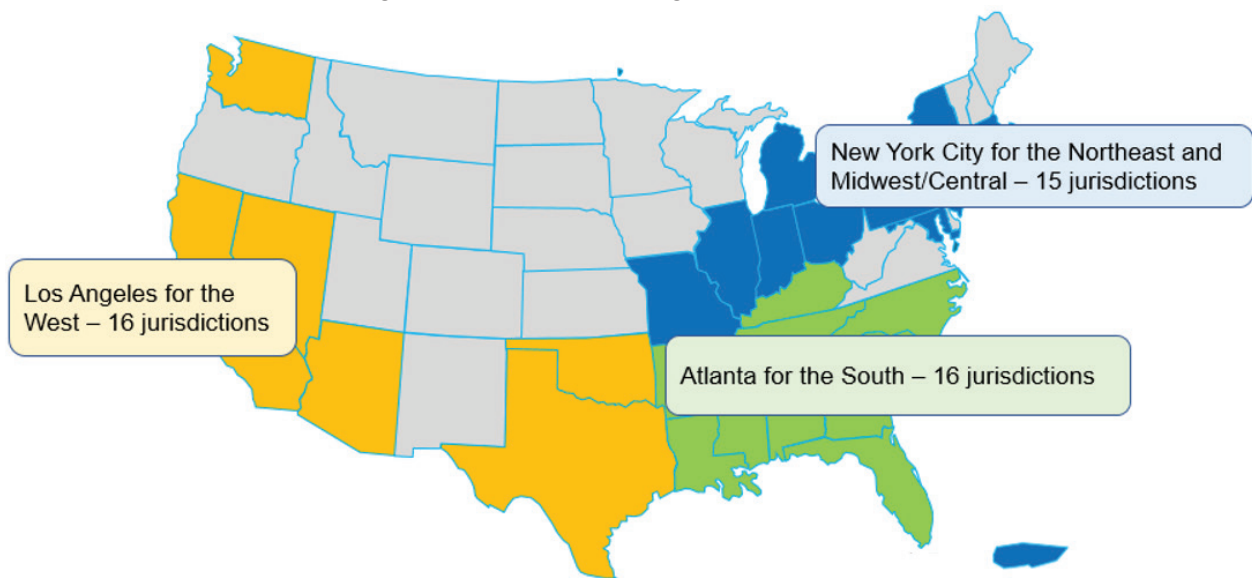 New York City for the Northeast and
Midwest/Central – 15 jurisdictions
Los Angeles for the
West – 16 jurisdictions
Atlanta for the South – 16 jurisdictions